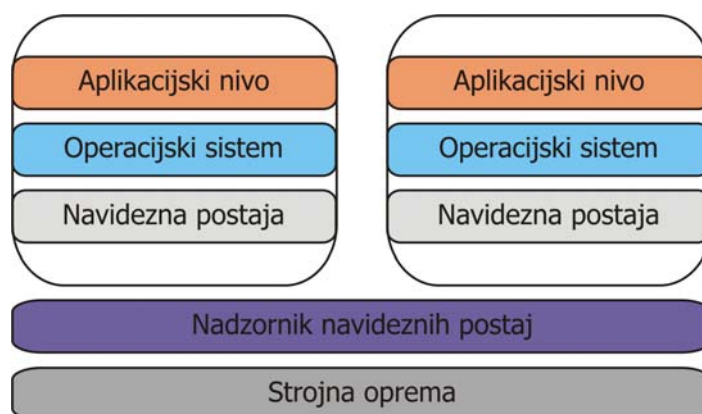 Aplikacijski nivo
Operacijski sistem
Navidezna postaja
Aplikacijski nivo
Operacijski sistem
Navidezna postaja
Nadzornik navideznih postaj
Strojna oprema